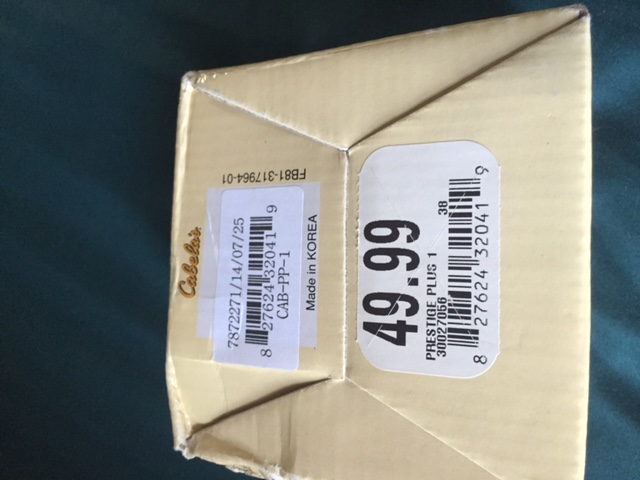 Cabela's
FB81-317964-01
7872271/14/07/25
8 27624 32041 9
CAB-PP-1
Made in KOREA
49.99
PRESTIGE PLUS 1
30027056 38
8 27624 32041 9